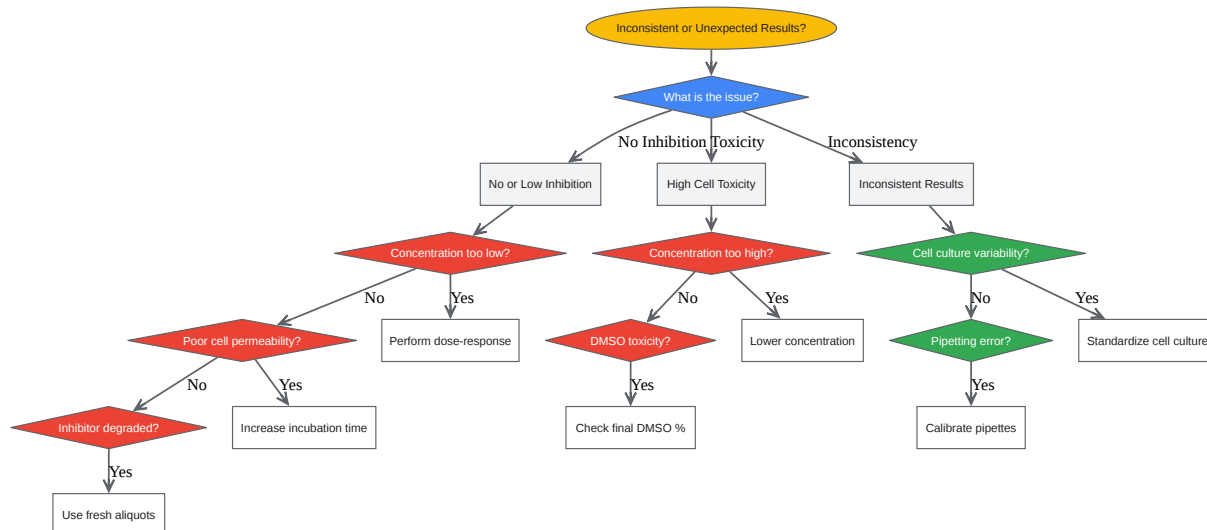 Inconsistent or Unexpected Results?
What is the issue?
No Inhibition
Toxicity
Inconsistency
No or Low Inhibition
High Cell Toxicity
Inconsistent Results
Concentration too low?
Concentration too high?
Cell culture variability?
No
Yes
No
Yes
No
Yes
Poor cell permeability?
Perform dose-response
DMSO toxicity?
Lower concentration
Pipetting error?
Standardize cell culture
No
Yes
Yes
Yes
Inhibitor degraded?
Increase incubation time
Check final DMSO %
Calibrate pipettes
Yes
Use fresh aliquots